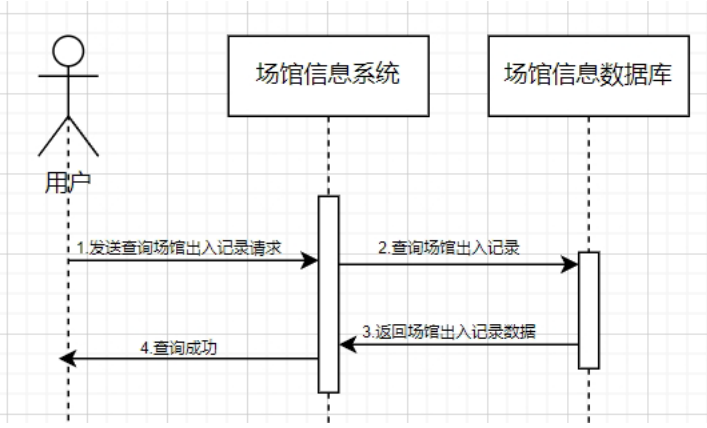 场馆信息系统
场馆信息数据库
用户
1.发送查询场馆出入记录请求
2.查询场馆出入记录
3.返回场馆出入记录数据
4.查询成功